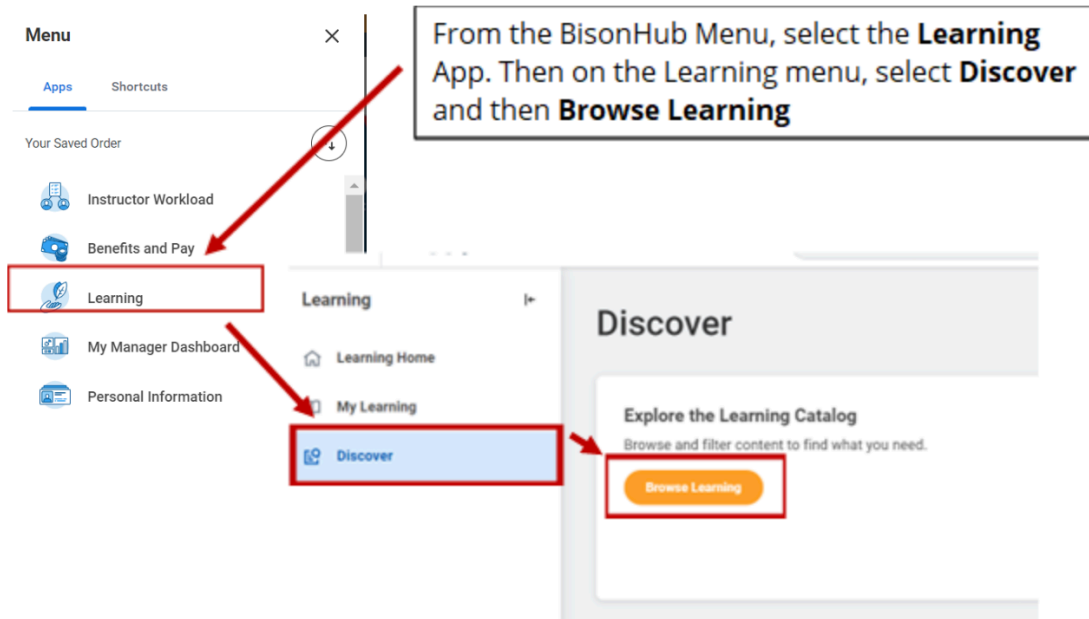 Menu
From the BisonHub Menu, select the Learning
App. Then on the Learning menu, select Discover
and then Browse Learning
Apps
Shortcuts
Your Saved Order
Instructor Workload
Benefits and Pay
Learning
My Manager Dashboard
Personal Information
Learning
Learning Home
My Learning
Discover
Discover
Explore the Learning Catalog
Browse and filter content to find what you need.
Browse Learning